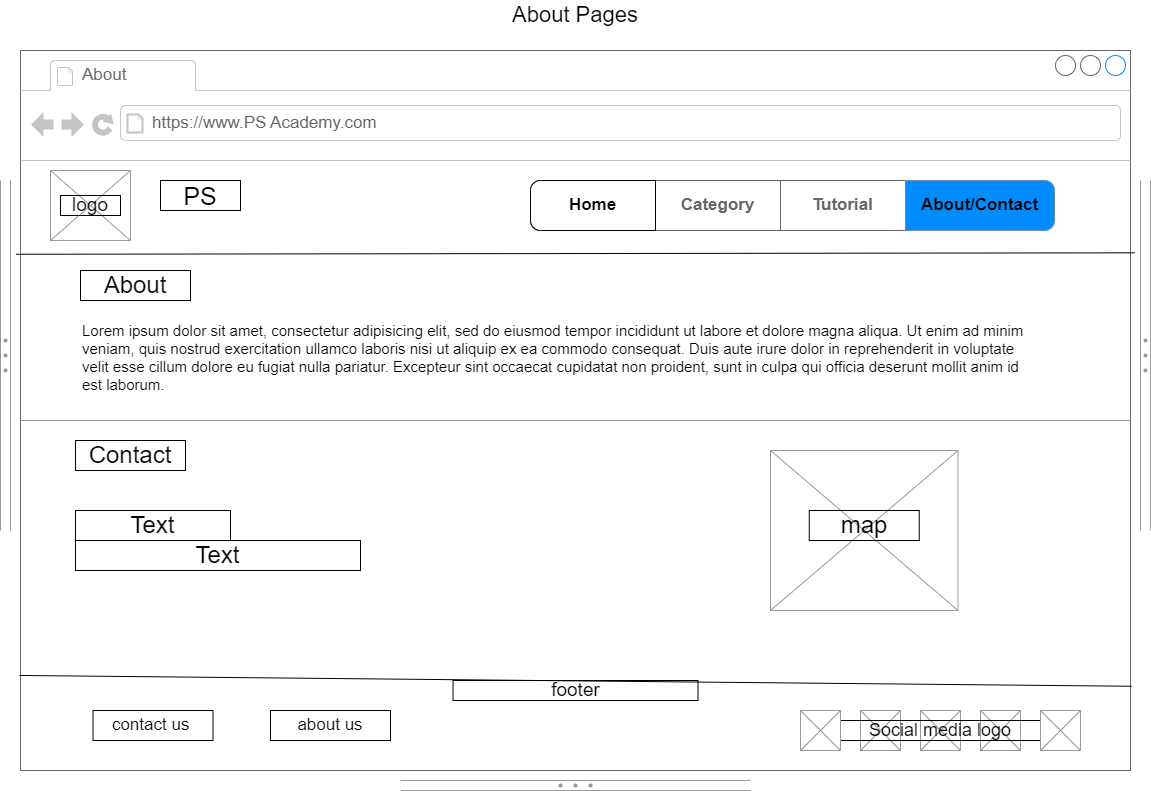 About Pages
About
https://www.PS Academy.com
logo
PS
Home
Category
Tutorial
About/Contact
About
Lorem ipsum dolor sit amet, consectetur adipisicing elit, sed do eiusmod tempor incididunt ut labore et dolore magna aliqua. Ut enim ad minim
veniam, quis nostrud exercitation ullamco laboris nisi ut aliquip ex ea commodo consequat. Duis aute irure dolor in reprehenderit in voluptate
velit esse cillum dolore eu fugiat nulla pariatur. Excepteur sint occaecat cupidatat non proident, sunt in culpa qui officia deserunt mollit anim id
est laborum.
Contact
Text
Text
map
footer
contact us
about us
Social media logo